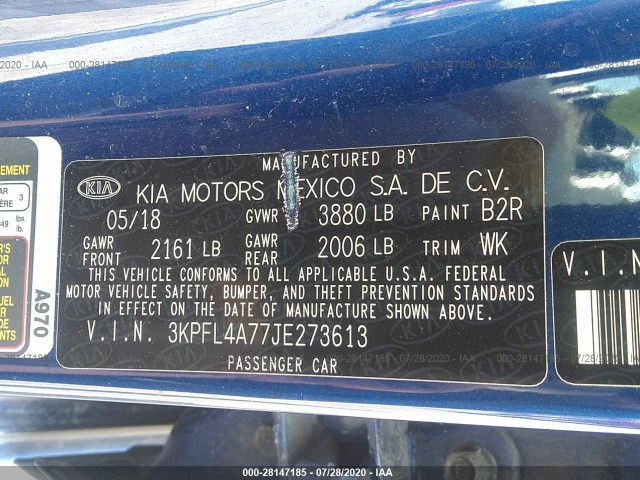 000-28147185 - 07/28/2020 - IAA
MANUFACTURED BY
KIA KIA MOTORS MEXICO S.A. DE C.V.
05/18 GVWR 3880 LB PAINT B2R
GAWR FRONT 2161 LB GAWR REAR 2006 LB TRIM WK
THIS VEHICLE CONFORMS TO ALL APPLICABLE U.S.A. FEDERAL
MOTOR VEHICLE SAFETY, BUMPER, AND THEFT PREVENTION STANDARDS
IN EFFECT ON THE DATE OF MANUFACTURE SHOWN ABOVE.
V.I.N. 3KPFL4A77JE273613
PASSENGER CAR
A970
V.I.N
000-28147185 - 07/28/2020 - IAA